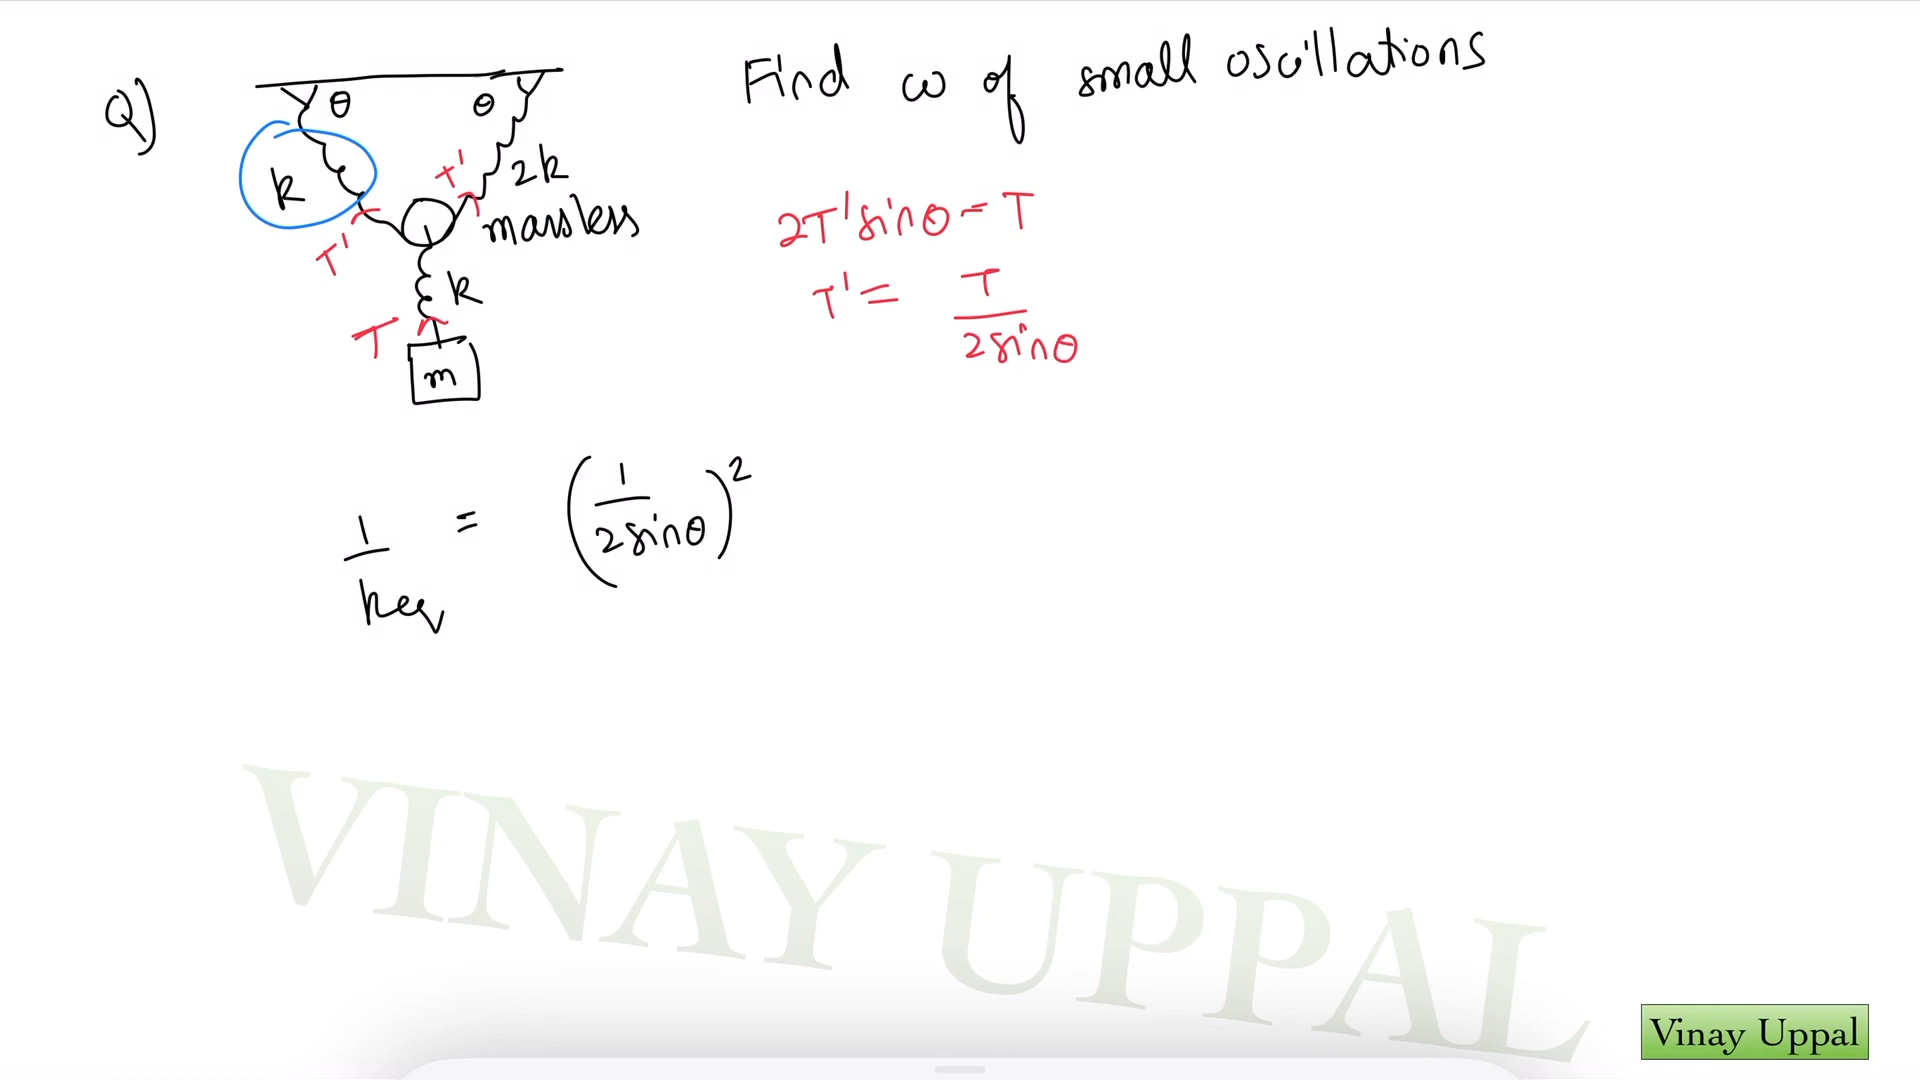 Q) Find ω of small oscillations
θ θ
k T' 2k
massless
T' k
T
m
2T'sinθ = T
T' = T / 2sinθ
1/keq = (1/2sinθ)²
VINAY UPPAL
Vinay Uppal